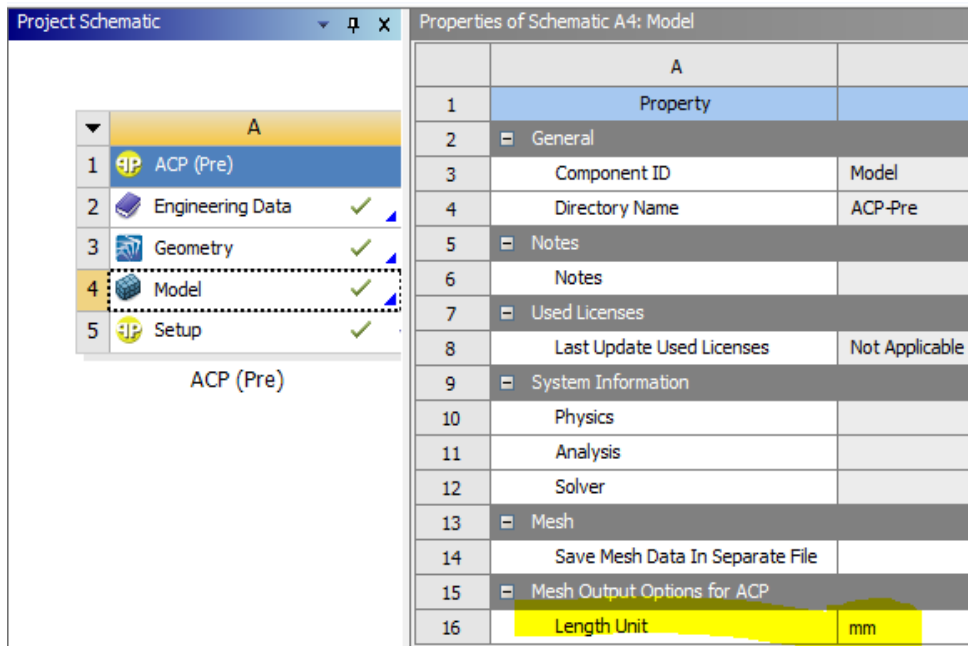 Project Schematic
A
1 ACP (Pre)
2 Engineering Data
3 Geometry
4 Model
5 Setup
ACP (Pre)
Properties of Schematic A4: Model
A
1 Property
2 General
3 Component ID Model
4 Directory Name ACP-Pre
5 Notes
6 Notes
7 Used Licenses
8 Last Update Used Licenses Not Applicable
9 System Information
10 Physics
11 Analysis
12 Solver
13 Mesh
14 Save Mesh Data In Separate File
15 Mesh Output Options for ACP
16 Length Unit mm